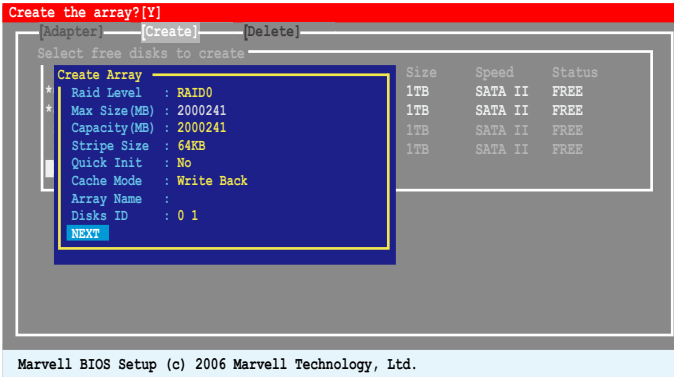 Create the array?[Y]
[Adapter] [Create] [Delete]
Select free disks to create
Size Speed Status
Create Array
* Raid Level : RAID0 1TB SATA II FREE
* Max Size(MB) : 2000241 1TB SATA II FREE
Capacity(MB) : 2000241 1TB SATA II FREE
Stripe Size : 64KB 1TB SATA II FREE
Quick Init : No
Cache Mode : Write Back
Array Name :
Disks ID : 0 1
NEXT
Marvell BIOS Setup (c) 2006 Marvell Technology, Ltd.